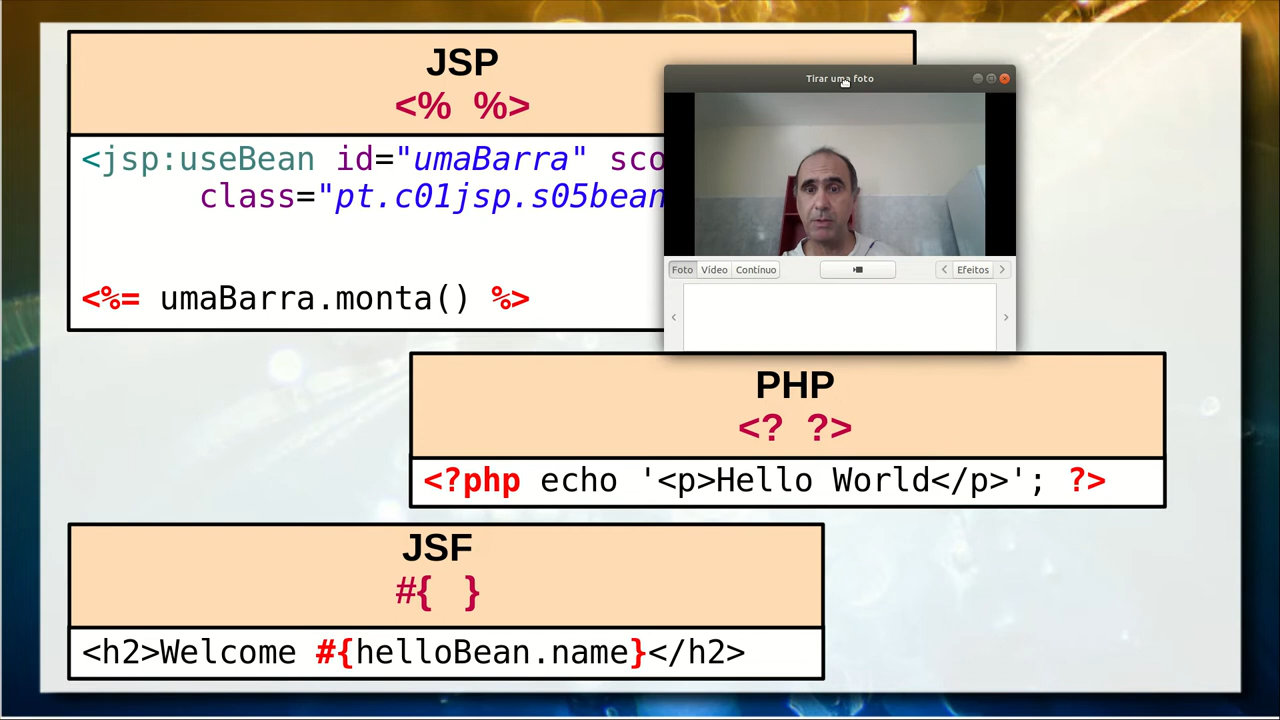 JSP
<% %>
<jsp:useBean id="umaBarra" sco
class="pt.c01jsp.s05bean
<%= umaBarra.monta() %>
Tirar uma foto
Foto Vídeo Contínuo
Efeitos
PHP
<? ?>
<?php echo '<p>Hello World</p>'; ?>
JSF
#{ }
<h2>Welcome #{helloBean.name}</h2>